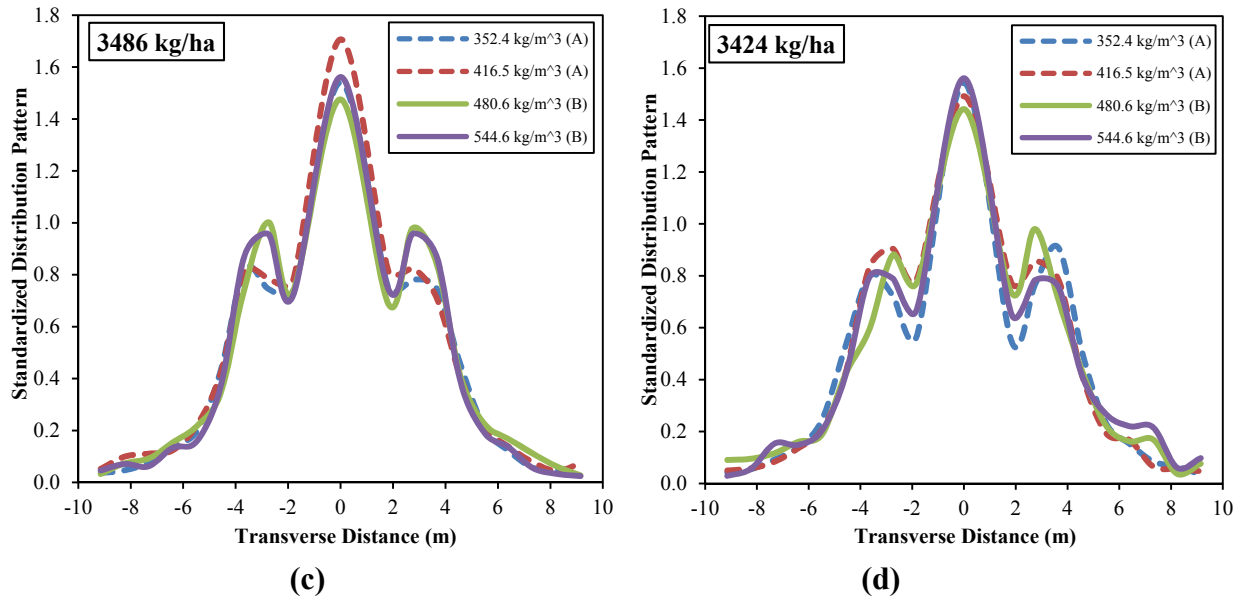 3486 kg/ha
352.4 kg/m^3 (A)
416.5 kg/m^3 (A)
480.6 kg/m^3 (B)
544.6 kg/m^3 (B)
Standardized Distribution Pattern
1.8
1.6
1.4
1.2
1.0
0.8
0.6
0.4
0.2
0.0
-10 -8 -6 -4 -2 0 2 4 6 8 10
Transverse Distance (m)
(c)
3424 kg/ha
352.4 kg/m^3 (A)
416.5 kg/m^3 (A)
480.6 kg/m^3 (B)
544.6 kg/m^3 (B)
Standardized Distribution Pattern
1.8
1.6
1.4
1.2
1.0
0.8
0.6
0.4
0.2
0.0
-10 -8 -6 -4 -2 0 2 4 6 8 10
Transverse Distance (m)
(d)